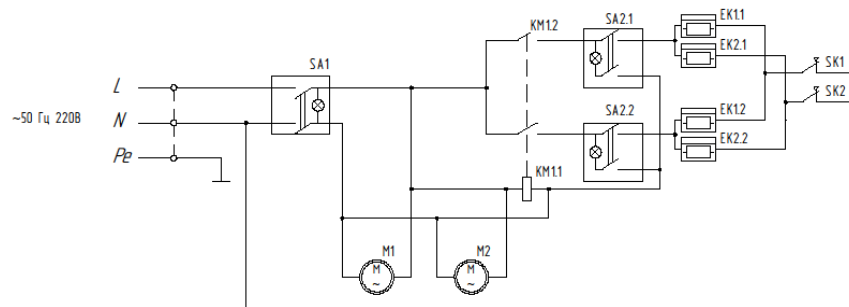 EK1.1
KM1.2
SA2.1
EK2.1
SK1
SA1
L
SK2
SA2.2
EK1.2
~50 Гц 220В
N
EK2.2
Pe
KM1.1
M1
M2
M
~
M
~